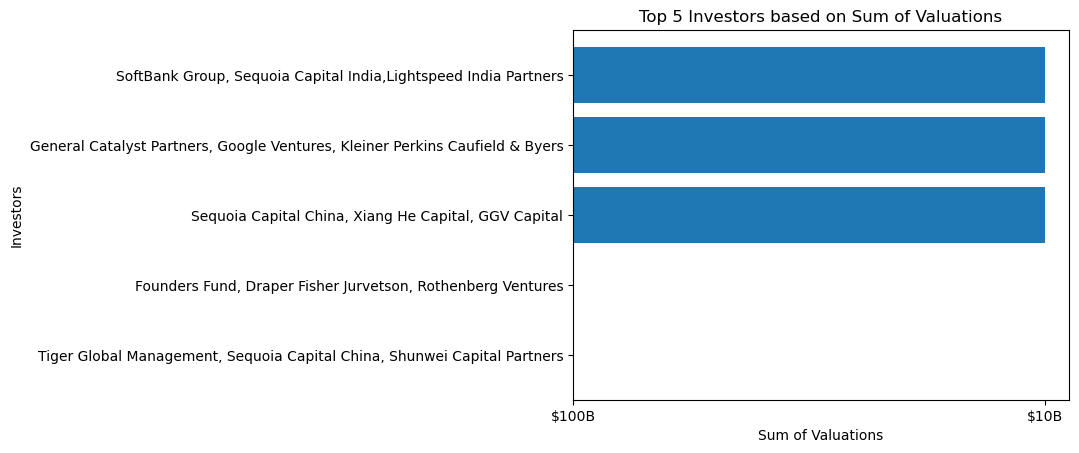 Top 5 Investors based on Sum of Valuations
SoftBank Group, Sequoia Capital India,Lightspeed India Partners
General Catalyst Partners, Google Ventures, Kleiner Perkins Caufield & Byers
Sequoia Capital China, Xiang He Capital, GGV Capital
Founders Fund, Draper Fisher Jurvetson, Rothenberg Ventures
Tiger Global Management, Sequoia Capital China, Shunwei Capital Partners
Investors
$100B $10B
Sum of Valuations